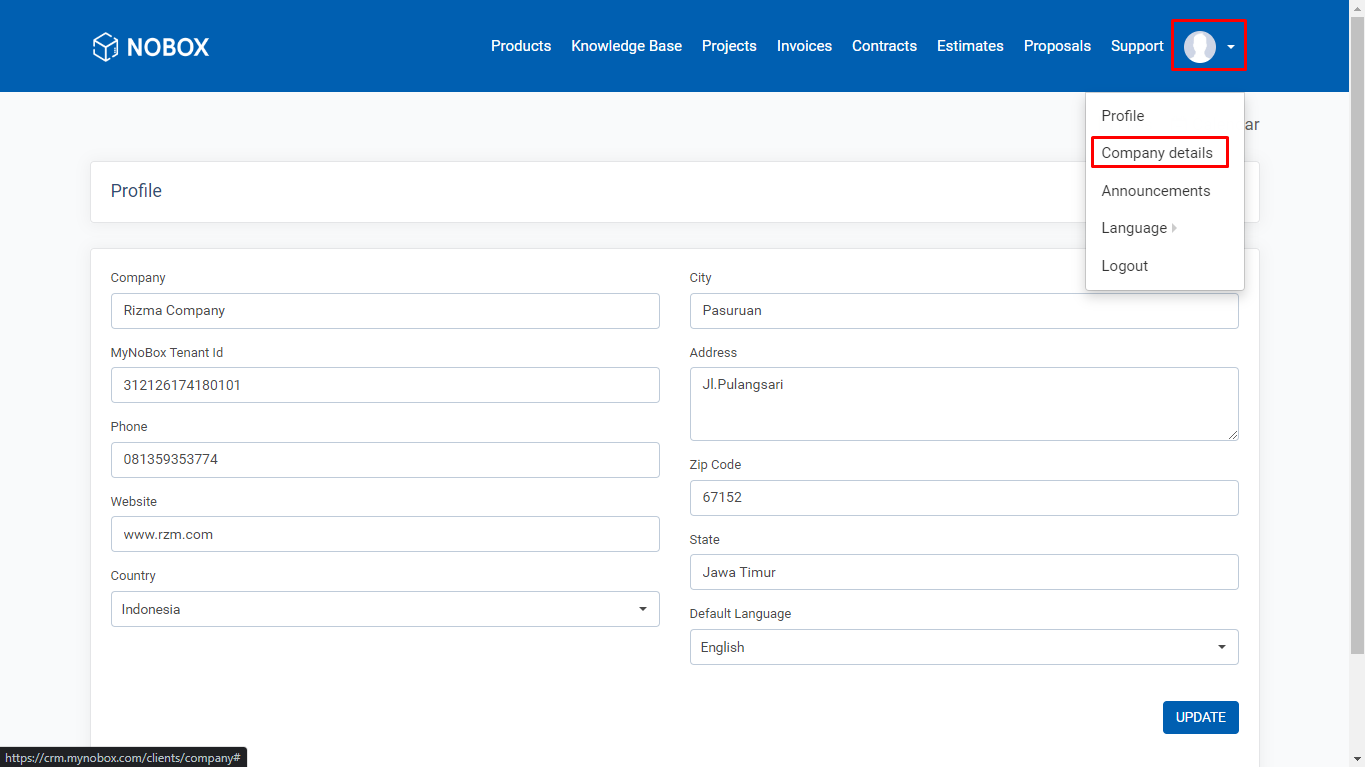 NOBOX
Products Knowledge Base Projects Invoices Contracts Estimates Proposals Support
Profile
Company details
Announcements
Language
Logout
ar
Profile
Company
Rizma Company
MyNoBox Tenant Id
312126174180101
Phone
081359353774
Website
www.rzm.com
Country
Indonesia
City
Pasuruan
Address
Jl.Pulangsari
Zip Code
67152
State
Jawa Timur
Default Language
English
UPDATE
https://crm.mynobox.com/clients/company#